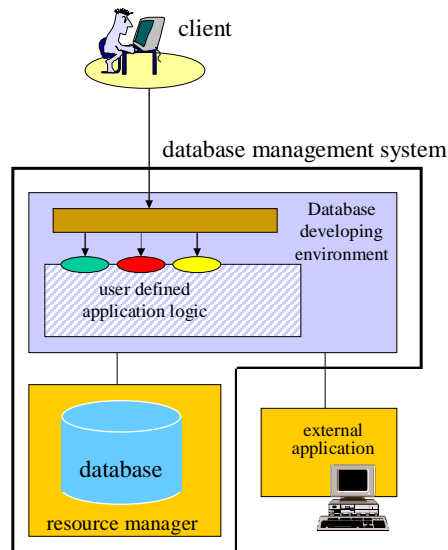 client
database management system
Database
developing
environment
user defined
application logic
external
application
database
resource manager